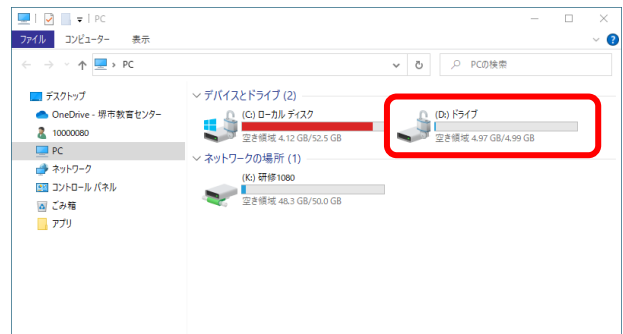 PC
ファイル コンピューター 表示
PC
PCの検索
デスクトップ
OneDrive - 堺市教育センター
10000080
PC
ネットワーク
コントロール パネル
ごみ箱
アプリ
デバイスとドライブ (2)
(C:) ローカル ディスク
空き領域 4.12 GB/52.5 GB
(D:) ドライブ
空き領域 4.97 GB/4.99 GB
ネットワークの場所 (1)
(K:) 研修1080
空き領域 48.3 GB/50.0 GB